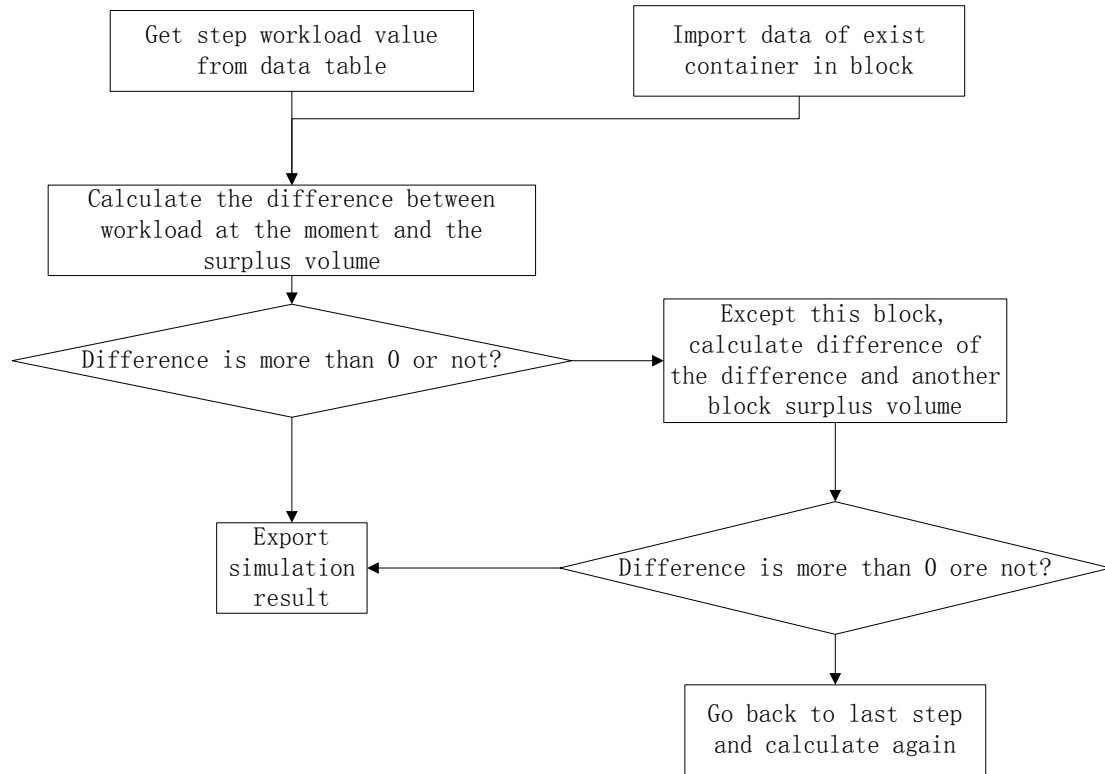 Get step workload value
from data table
Import data of exist
container in block
Calculate the difference between
workload at the moment and the
surplus volume
Difference is more than 0 or not?
Except this block,
calculate difference of
the difference and another
block surplus volume
Export
simulation
result
Difference is more than 0 ore not?
Go back to last step
and calculate again